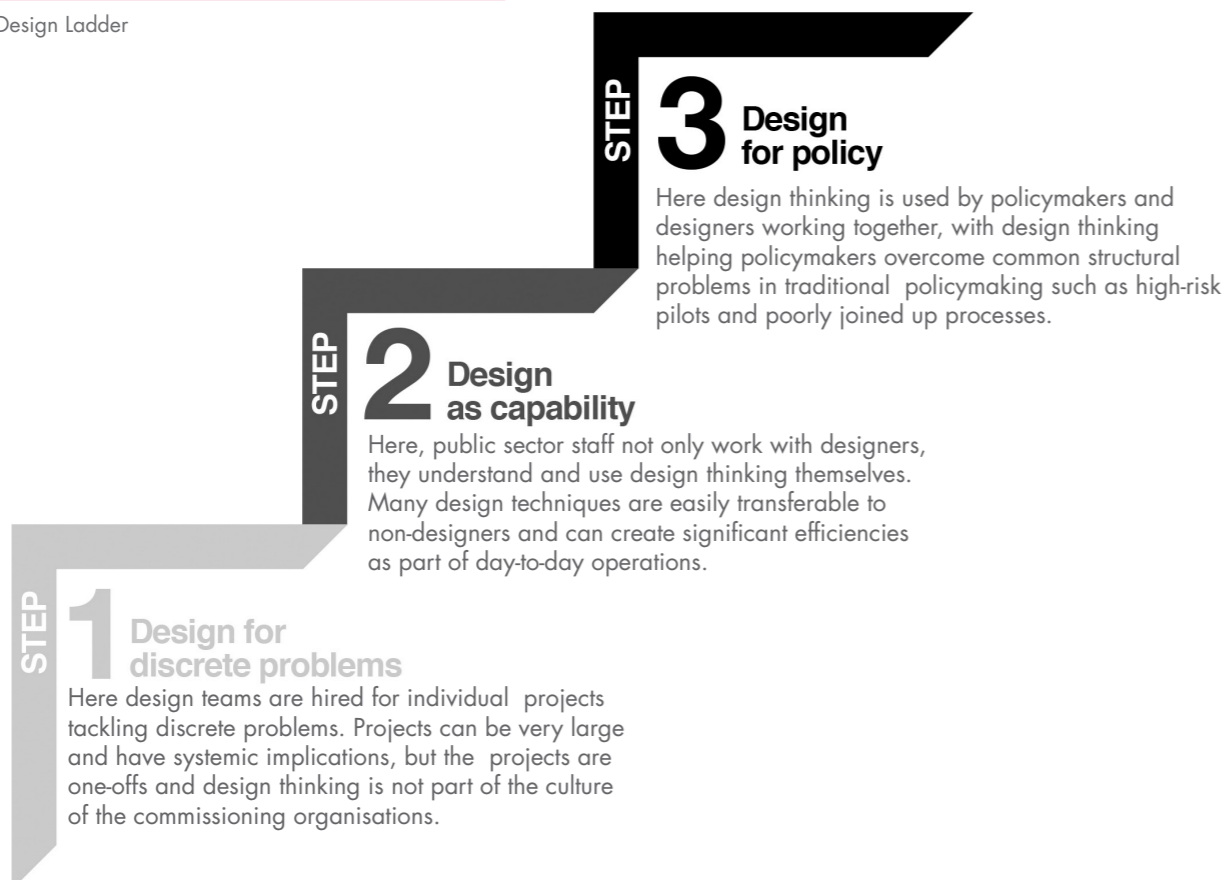 Design Ladder
STEP
3
Design
for policy
Here design thinking is used by policymakers and
designers working together, with design thinking
helping policymakers overcome common structural
problems in traditional policymaking such as high-risk
pilots and poorly joined up processes.
STEP
2
Design
as capability
Here, public sector staff not only work with designers,
they understand and use design thinking themselves.
Many design techniques are easily transferable to
non-designers and can create significant efficiencies
as part of day-to-day operations.
STEP
1
Design for
discrete problems
Here design teams are hired for individual projects
tackling discrete problems. Projects can be very large
and have systemic implications, but the projects are
one-offs and design thinking is not part of the culture
of the commissioning organisations.